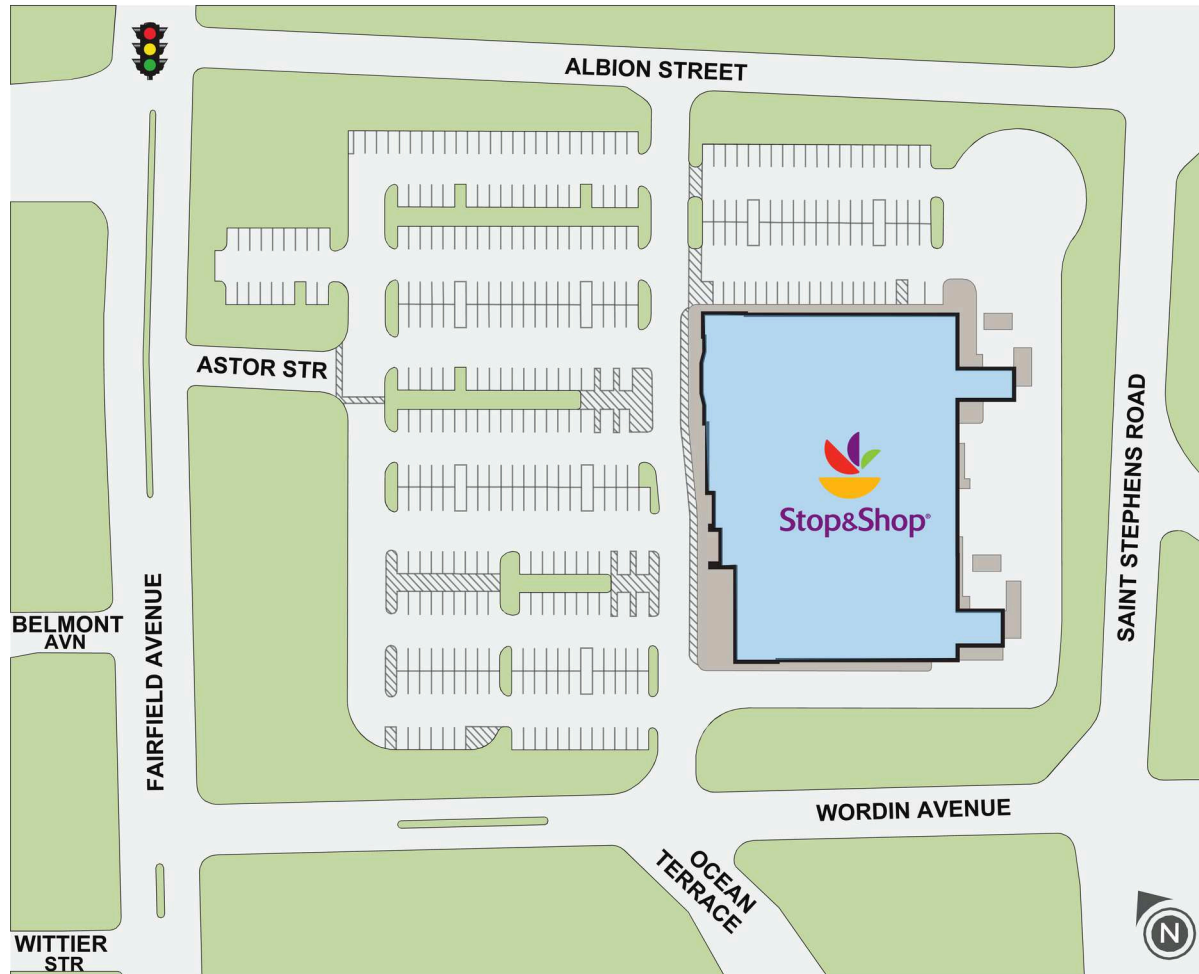 ALBION STREET
ASTOR STR
Stop&Shop®
SAINT STEPHENS ROAD
FAIRFIELD AVENUE
BELMONT
AVN
WORDIN AVENUE
OCEAN
TERRACE
WITTIER
STR
N